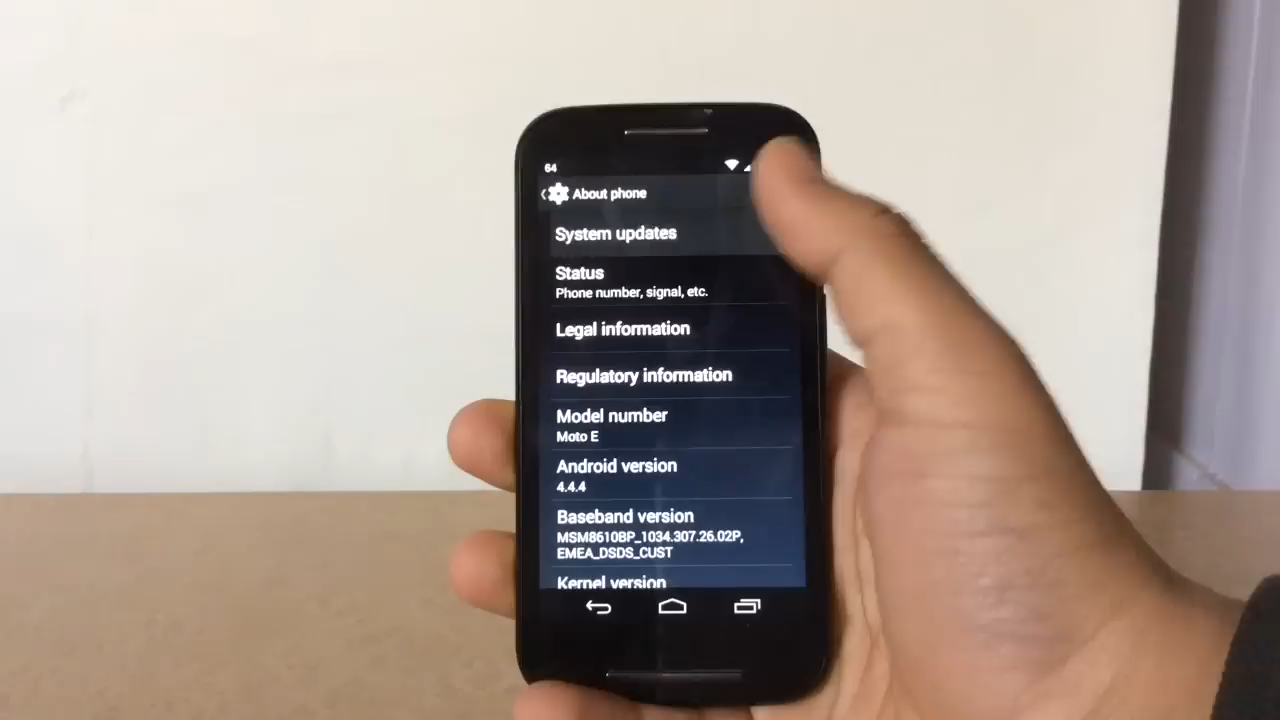 64
About phone
System updates
Status
Phone number, signal, etc.
Legal information
Regulatory information
Model number
Moto E
Android version
4.4.4
Baseband version
MSM8610BP_1034.307.26.02P,
EMEA_DSDS_CUST
Kernel version